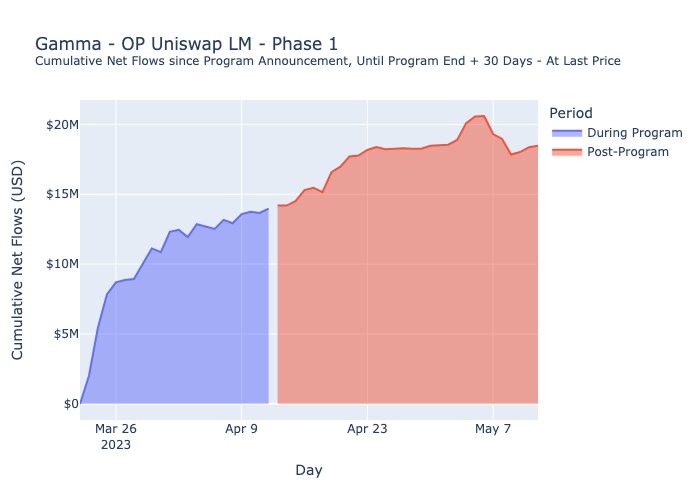 Gamma - OP Uniswap LM - Phase 1
Cumulative Net Flows since Program Announcement, Until Program End + 30 Days - At Last Price
Period
During Program
Post-Program
Cumulative Net Flows (USD)
$20M
$15M
$10M
$5M
$0
Mar 26
2023
Apr 9
Apr 23
May 7
Day